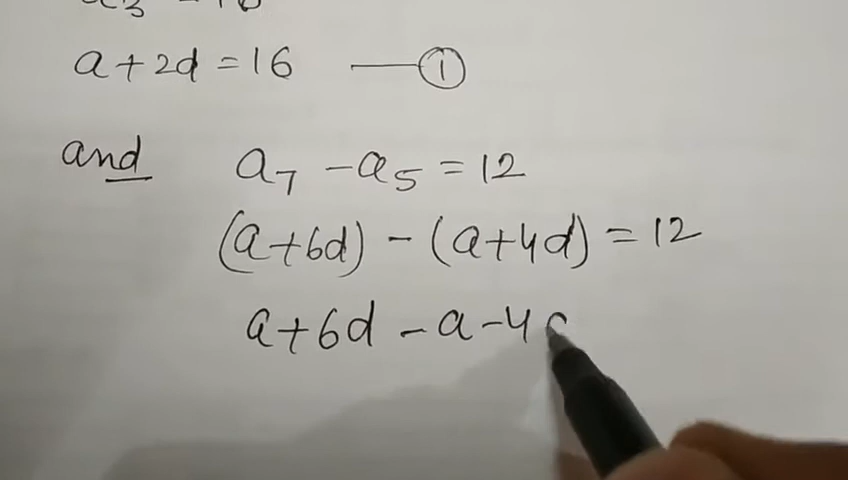 a+2d=16 —①
and a₇-a₅=12
(a+6d)-(a+4d)=12
a+6d-a-4